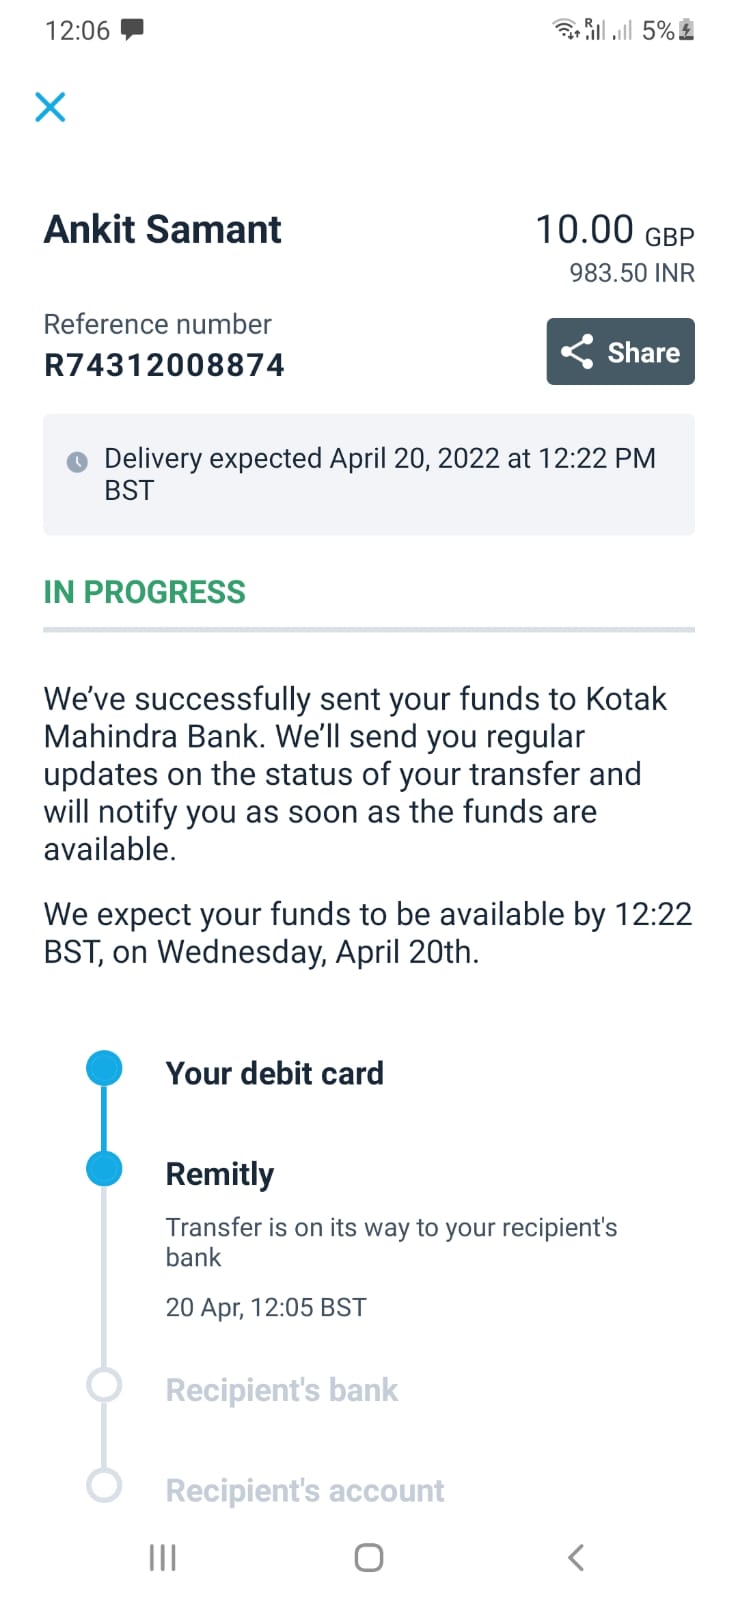 12:06
R
5%
Ankit Samant
10.00 GBP
983.50 INR
Reference number
R74312008874
Share
Delivery expected April 20, 2022 at 12:22 PM
BST
IN PROGRESS
We've successfully sent your funds to Kotak
Mahindra Bank. We'll send you regular
updates on the status of your transfer and
will notify you as soon as the funds are
available.
We expect your funds to be available by 12:22
BST, on Wednesday, April 20th.
Your debit card
Remitly
Transfer is on its way to your recipient's
bank
20 Apr, 12:05 BST
Recipient's bank
Recipient's account